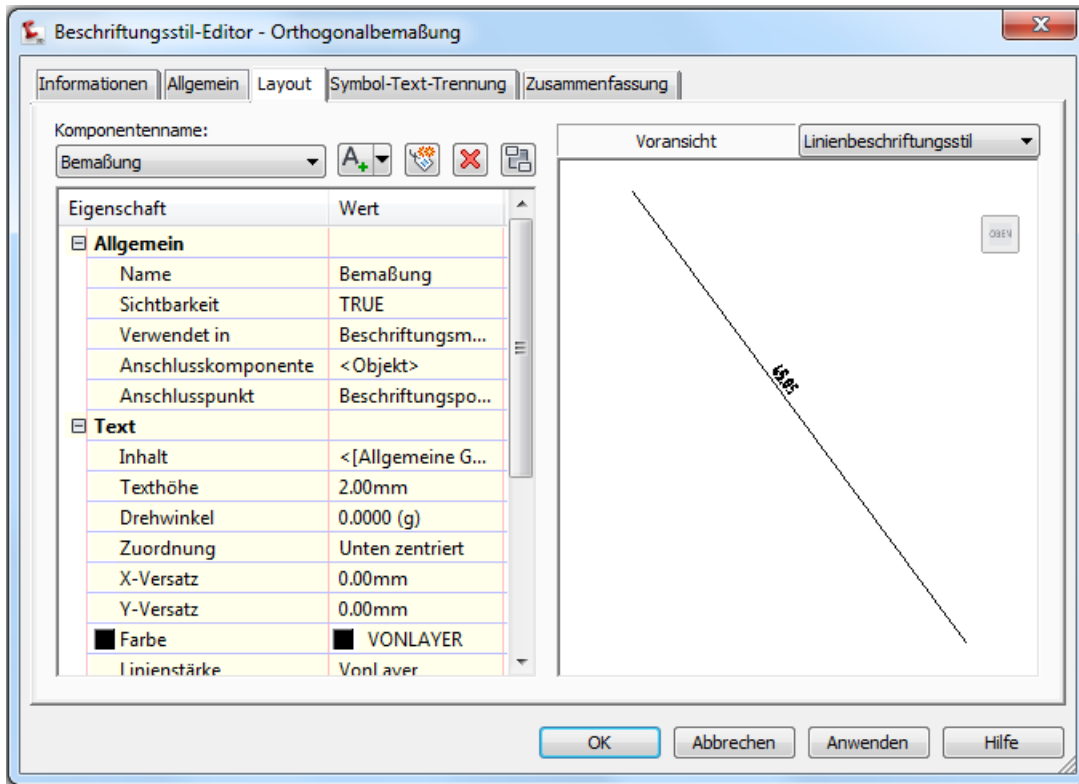 Beschriftungsstil-Editor - Orthogonalbemaßung
Informationen Allgemein Layout Symbol-Text-Trennung Zusammenfassung
Komponentenname:
Bemaßung
Voransicht Linienbeschriftungsstil
Eigenschaft Wert
Allgemein
Name Bemaßung
Sichtbarkeit TRUE
Verwendet in Beschriftungsm...
Anschlusskomponente <Objekt>
Anschlusspunkt Beschriftungspo...
Text
Inhalt <[Allgemeine G...
Texthöhe 2.00mm
Drehwinkel 0.0000 (g)
Zuordnung Unten zentriert
X-Versatz 0.00mm
Y-Versatz 0.00mm
Farbe VONLAYER
Linienstärke VonLayer
OBEN
OK Abbrechen Anwenden Hilfe